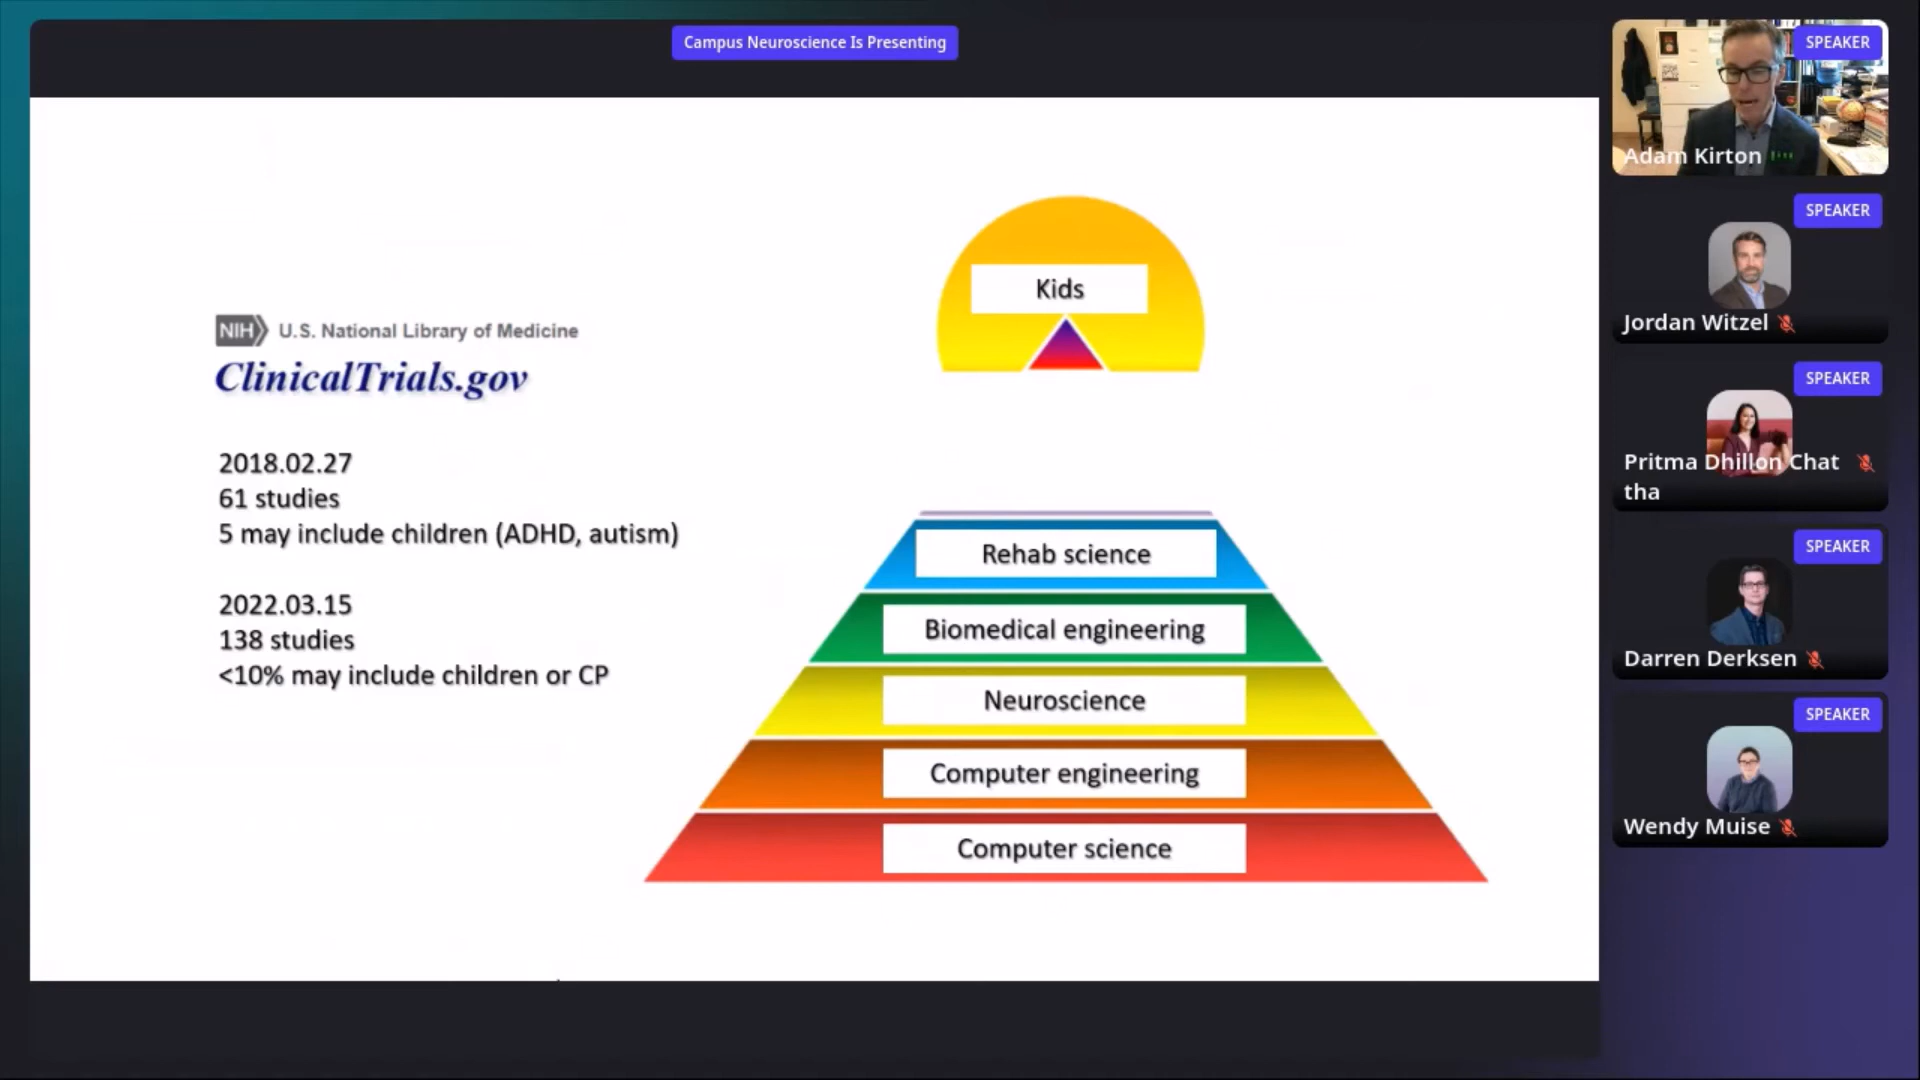 Campus Neuroscience Is Presenting
NIH U.S. National Library of Medicine
ClinicalTrials.gov
2018.02.27
61 studies
5 may include children (ADHD, autism)
2022.03.15
138 studies
<10% may include children or CP
Kids
Rehab science
Biomedical engineering
Neuroscience
Computer engineering
Computer science
SPEAKER
Adam Kirton
SPEAKER
Jordan Witzel
SPEAKER
Pritma Dhillon Chat
tha
SPEAKER
Darren Derksen
SPEAKER
Wendy Muise